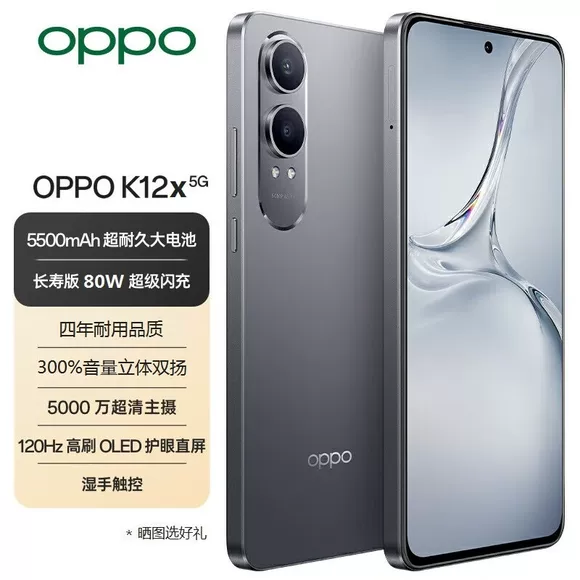 oppo
OPPO K12x 5G
5500mAh 超耐久大电池
长寿版 80W 超级闪充
四年耐用品质
300%音量立体双扬
5000 万超清主摄
120Hz 高刷 OLED 护眼直屏
湿手触控
* 晒图选好礼
oppo